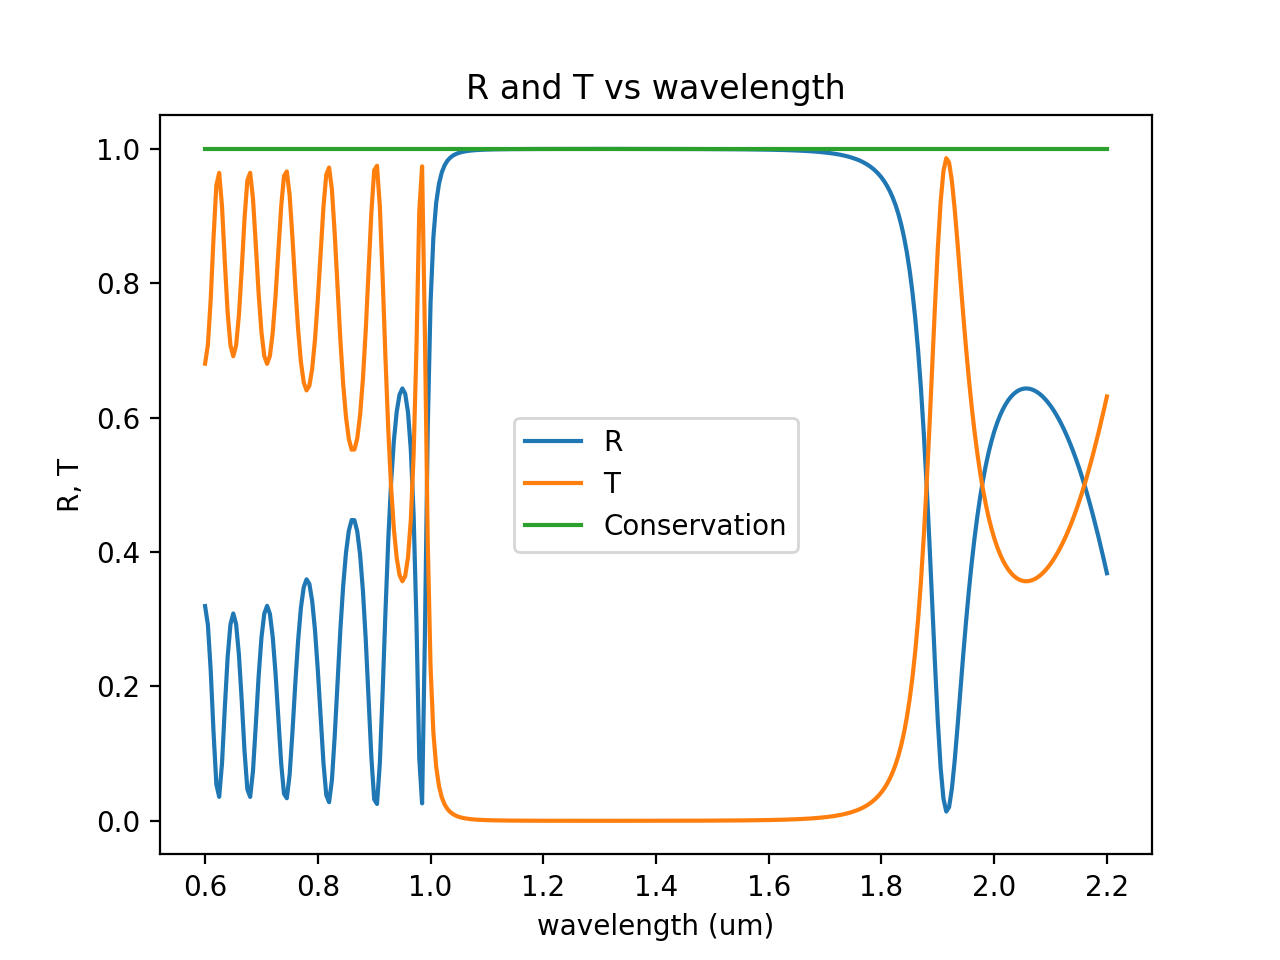 R and T vs wavelength
R, T
1.0
0.8
0.6
0.4
0.2
0.0
R
T
Conservation
0.6 0.8 1.0 1.2 1.4 1.6 1.8 2.0 2.2
wavelength (um)